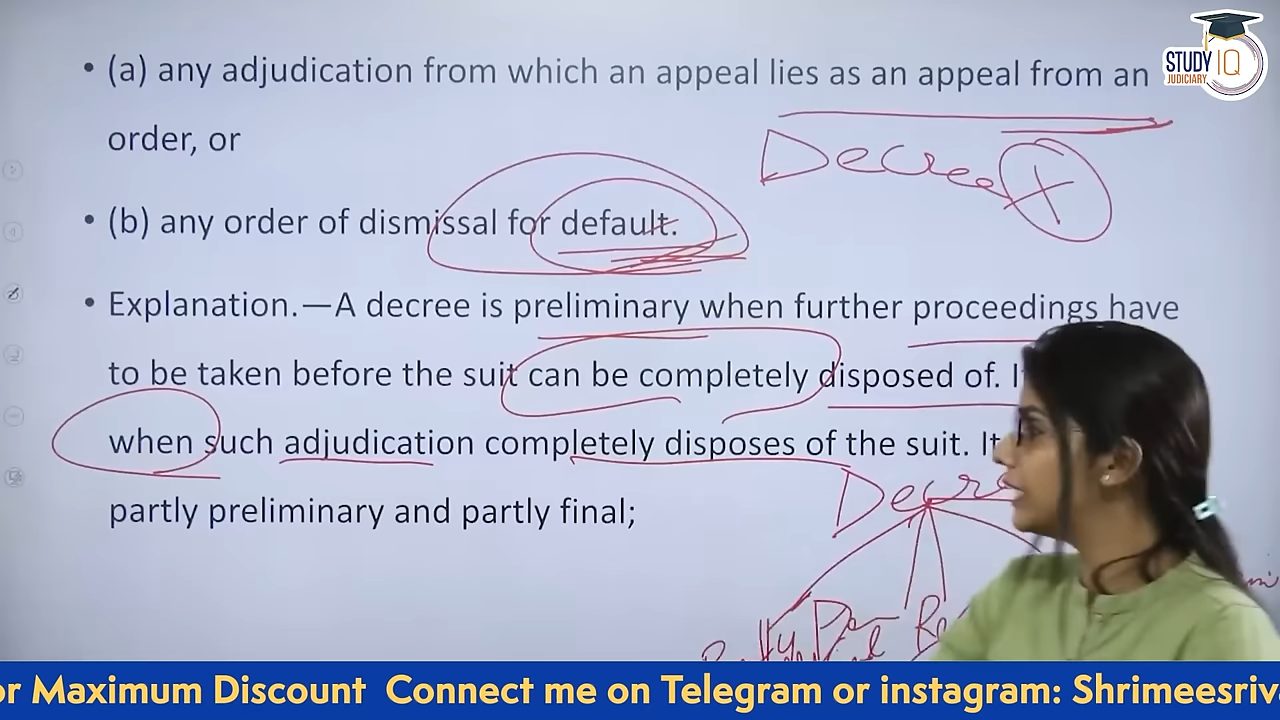 • (a) any adjudication from which an appeal lies as an appeal from an
order, or
Decree X
• (b) any order of dismissal for default.
• Explanation.—A decree is preliminary when further proceedings have
to be taken before the suit can be completely disposed of.
when such adjudication completely disposes of the suit. It
partly preliminary and partly final;
STUDY IQ
JUDICIARY
or Maximum Discount Connect me on Telegram or instagram: Shrimeesriv